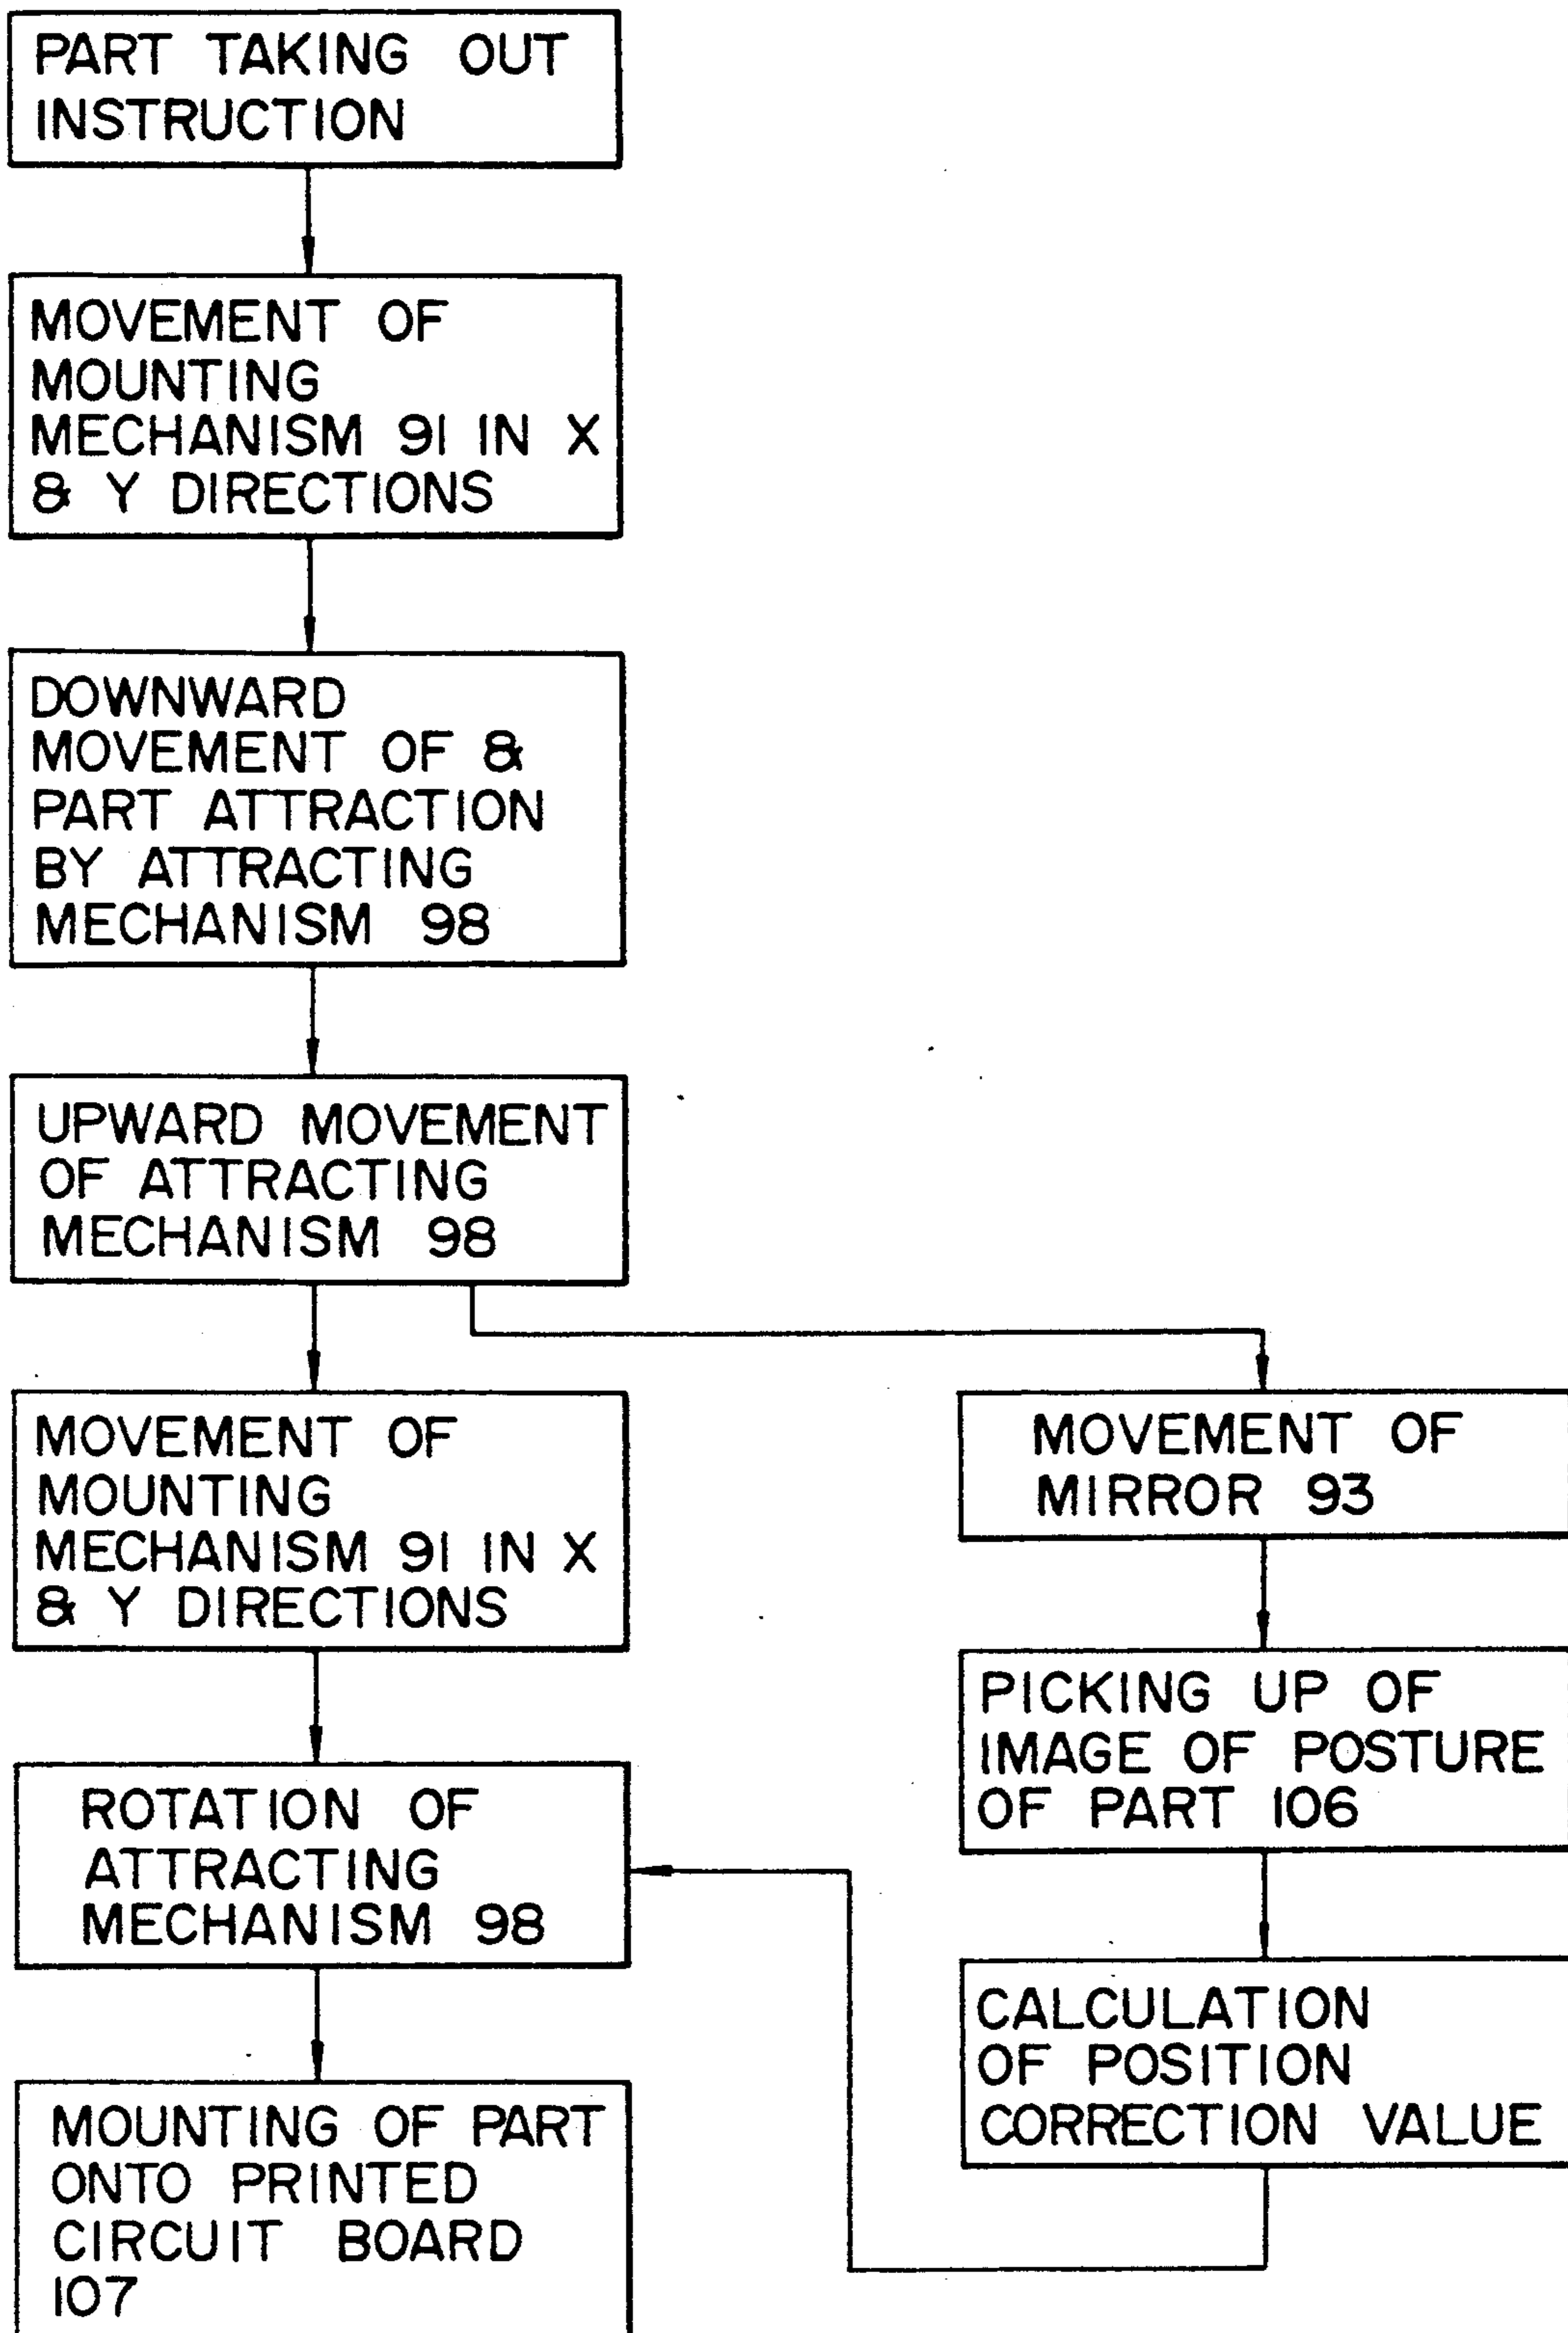 PART TAKING OUT
INSTRUCTION
MOVEMENT OF
MOUNTING
MECHANISM 91 IN X
& Y DIRECTIONS
DOWNWARD
MOVEMENT OF &
PART ATTRACTION
BY ATTRACTING
MECHANISM 98
UPWARD MOVEMENT
OF ATTRACTING
MECHANISM 98
MOVEMENT OF
MOUNTING
MECHANISM 91 IN X
& Y DIRECTIONS
ROTATION OF
ATTRACTING
MECHANISM 98
MOUNTING OF PART
ONTO PRINTED
CIRCUIT BOARD
107
MOVEMENT OF
MIRROR 93
PICKING UP OF
IMAGE OF POSTURE
OF PART 106
CALCULATION
OF POSITION
CORRECTION VALUE